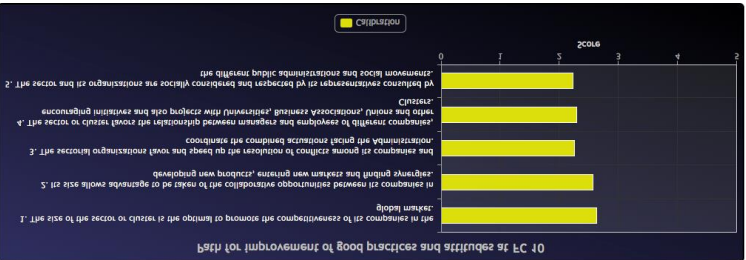 Path for improvement of good practices and attitudes at FC 10
1. The size of the sector or cluster is the optimal to promote the competitiveness of its companies in the
global market.
2. Its size allows advantage to be taken of the collaborative opportunities between its companies in
developing new products, entering new markets and finding synergies.
3. The sectorial organizations favor and speed up the resolution of conflicts among its companies and
coordinate the combined actuations facing the Administration.
4. The sector or cluster favors the relationship between managers and employees of different companies,
encouraging initiatives and also projects with Universities, Business Associations, Unions and other
Clusters.
5. The sector and its organizations are socially considered and respected by its representatives consulted by
the different public administrations and social movements.
0 1 2 3 4 5
Score
Calibration